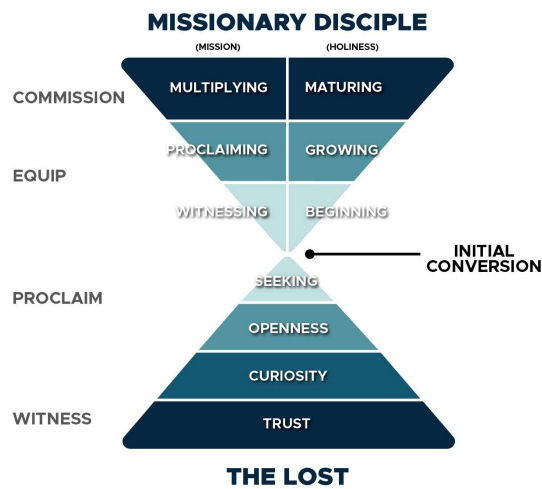 MISSIONARY DISCIPLE
(MISSION) (HOLINESS)
MULTIPLYING MATURING
COMMISSION
PROCLAIMING GROWING
EQUIP
WITNESSING BEGINNING
INITIAL
CONVERSION
SEEKING
PROCLAIM
OPENNESS
CURIOSITY
WITNESS
TRUST
THE LOST